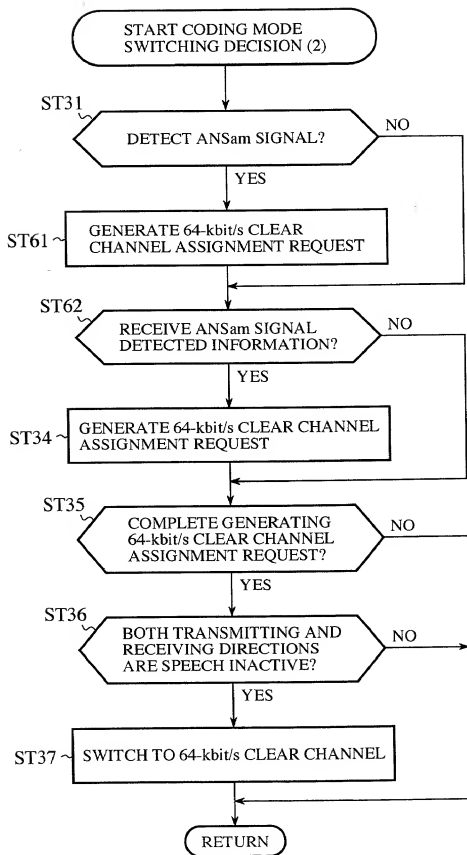 START CODING MODE
SWITCHING DECISION (2)
ST31
DETECT ANSam SIGNAL?
NO
YES
ST61
GENERATE 64-kbit/s CLEAR
CHANNEL ASSIGNMENT REQUEST
ST62
RECEIVE ANSam SIGNAL
DETECTED INFORMATION?
NO
YES
ST34
GENERATE 64-kbit/s CLEAR CHANNEL
ASSIGNMENT REQUEST
ST35
COMPLETE GENERATING
64-kbit/s CLEAR CHANNEL
ASSIGNMENT REQUEST?
NO
YES
ST36
BOTH TRANSMITTING AND
RECEIVING DIRECTIONS
ARE SPEECH INACTIVE?
NO
YES
ST37
SWITCH TO 64-kbit/s CLEAR CHANNEL
RETURN